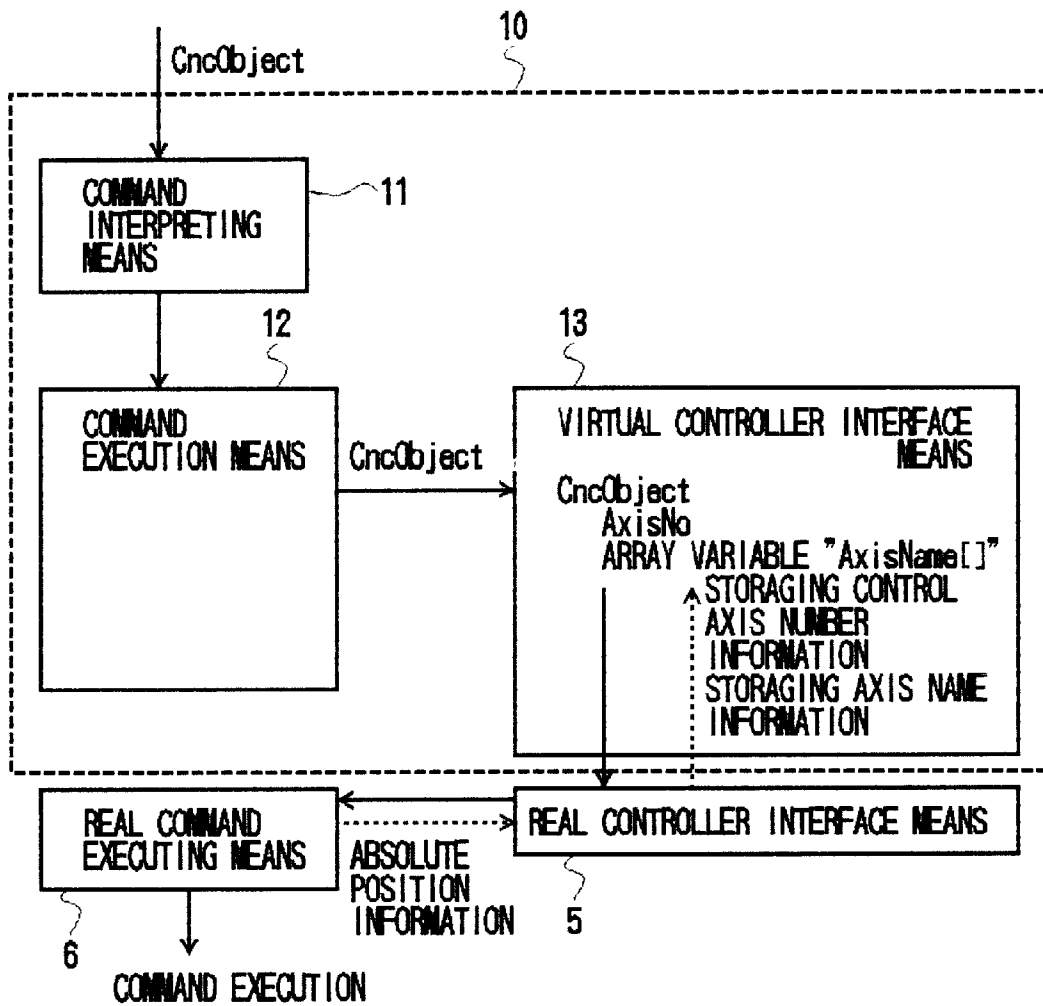 10
CncObject
COMMAND
INTERPRETING
MEANS
11
12
13
COMMAND
EXECUTION MEANS
CncObject
VIRTUAL CONTROLLER INTERFACE
MEANS
CncObject
AxisNo
ARRAY VARIABLE "AxisName[]"
STORAGING CONTROL
AXIS NUMBER
INFORMATION
STORAGING AXIS NAME
INFORMATION
REAL COMMAND
EXECUTING MEANS
REAL CONTROLLER INTERFACE MEANS
ABSOLUTE
POSITION
INFORMATION
6
5
COMMAND EXECUTION